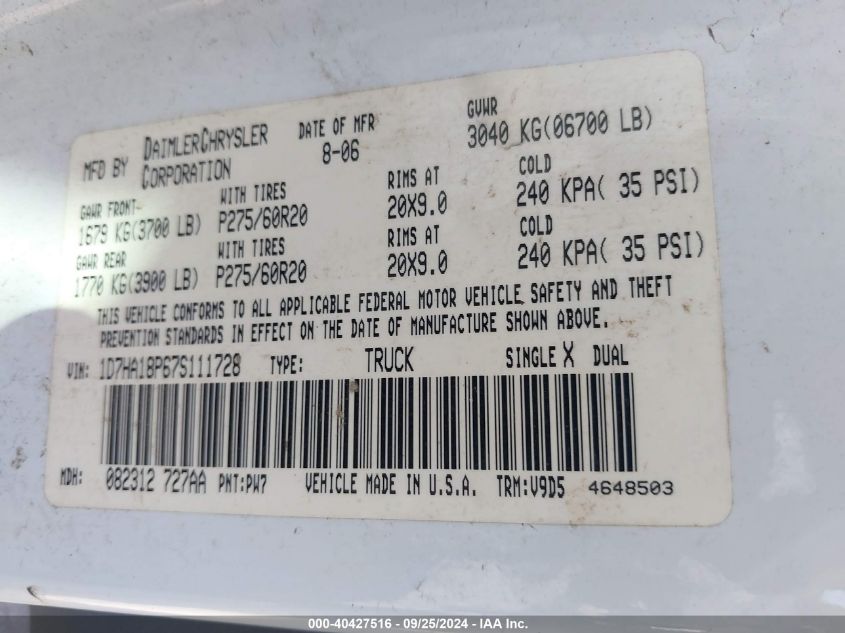 MFD BY DAIMLERCHRYSLER CORPORATION DATE OF MFR 8-06 GVWR 3040 KG(06700 LB)
GAWR FRONT WITH TIRES RIMS AT COLD
1679 KG(3700 LB) P275/60R20 20X9.0 240 KPA( 35 PSI)
GAWR REAR WITH TIRES RIMS AT COLD
1770 KG(3900 LB) P275/60R20 20X9.0 240 KPA( 35 PSI)
THIS VEHICLE CONFORMS TO ALL APPLICABLE FEDERAL MOTOR VEHICLE SAFETY AND THEFT
PREVENTION STANDARDS IN EFFECT ON THE DATE OF MANUFACTURE SHOWN ABOVE.
VIN: 1D7HA18P67S111728 TYPE: TRUCK SINGLE X DUAL
MDH: 082312 727AA PNT:PW7 VEHICLE MADE IN U.S.A. TRM:V9D5 4648503
000-40427516 - 09/25/2024 - IAA Inc.